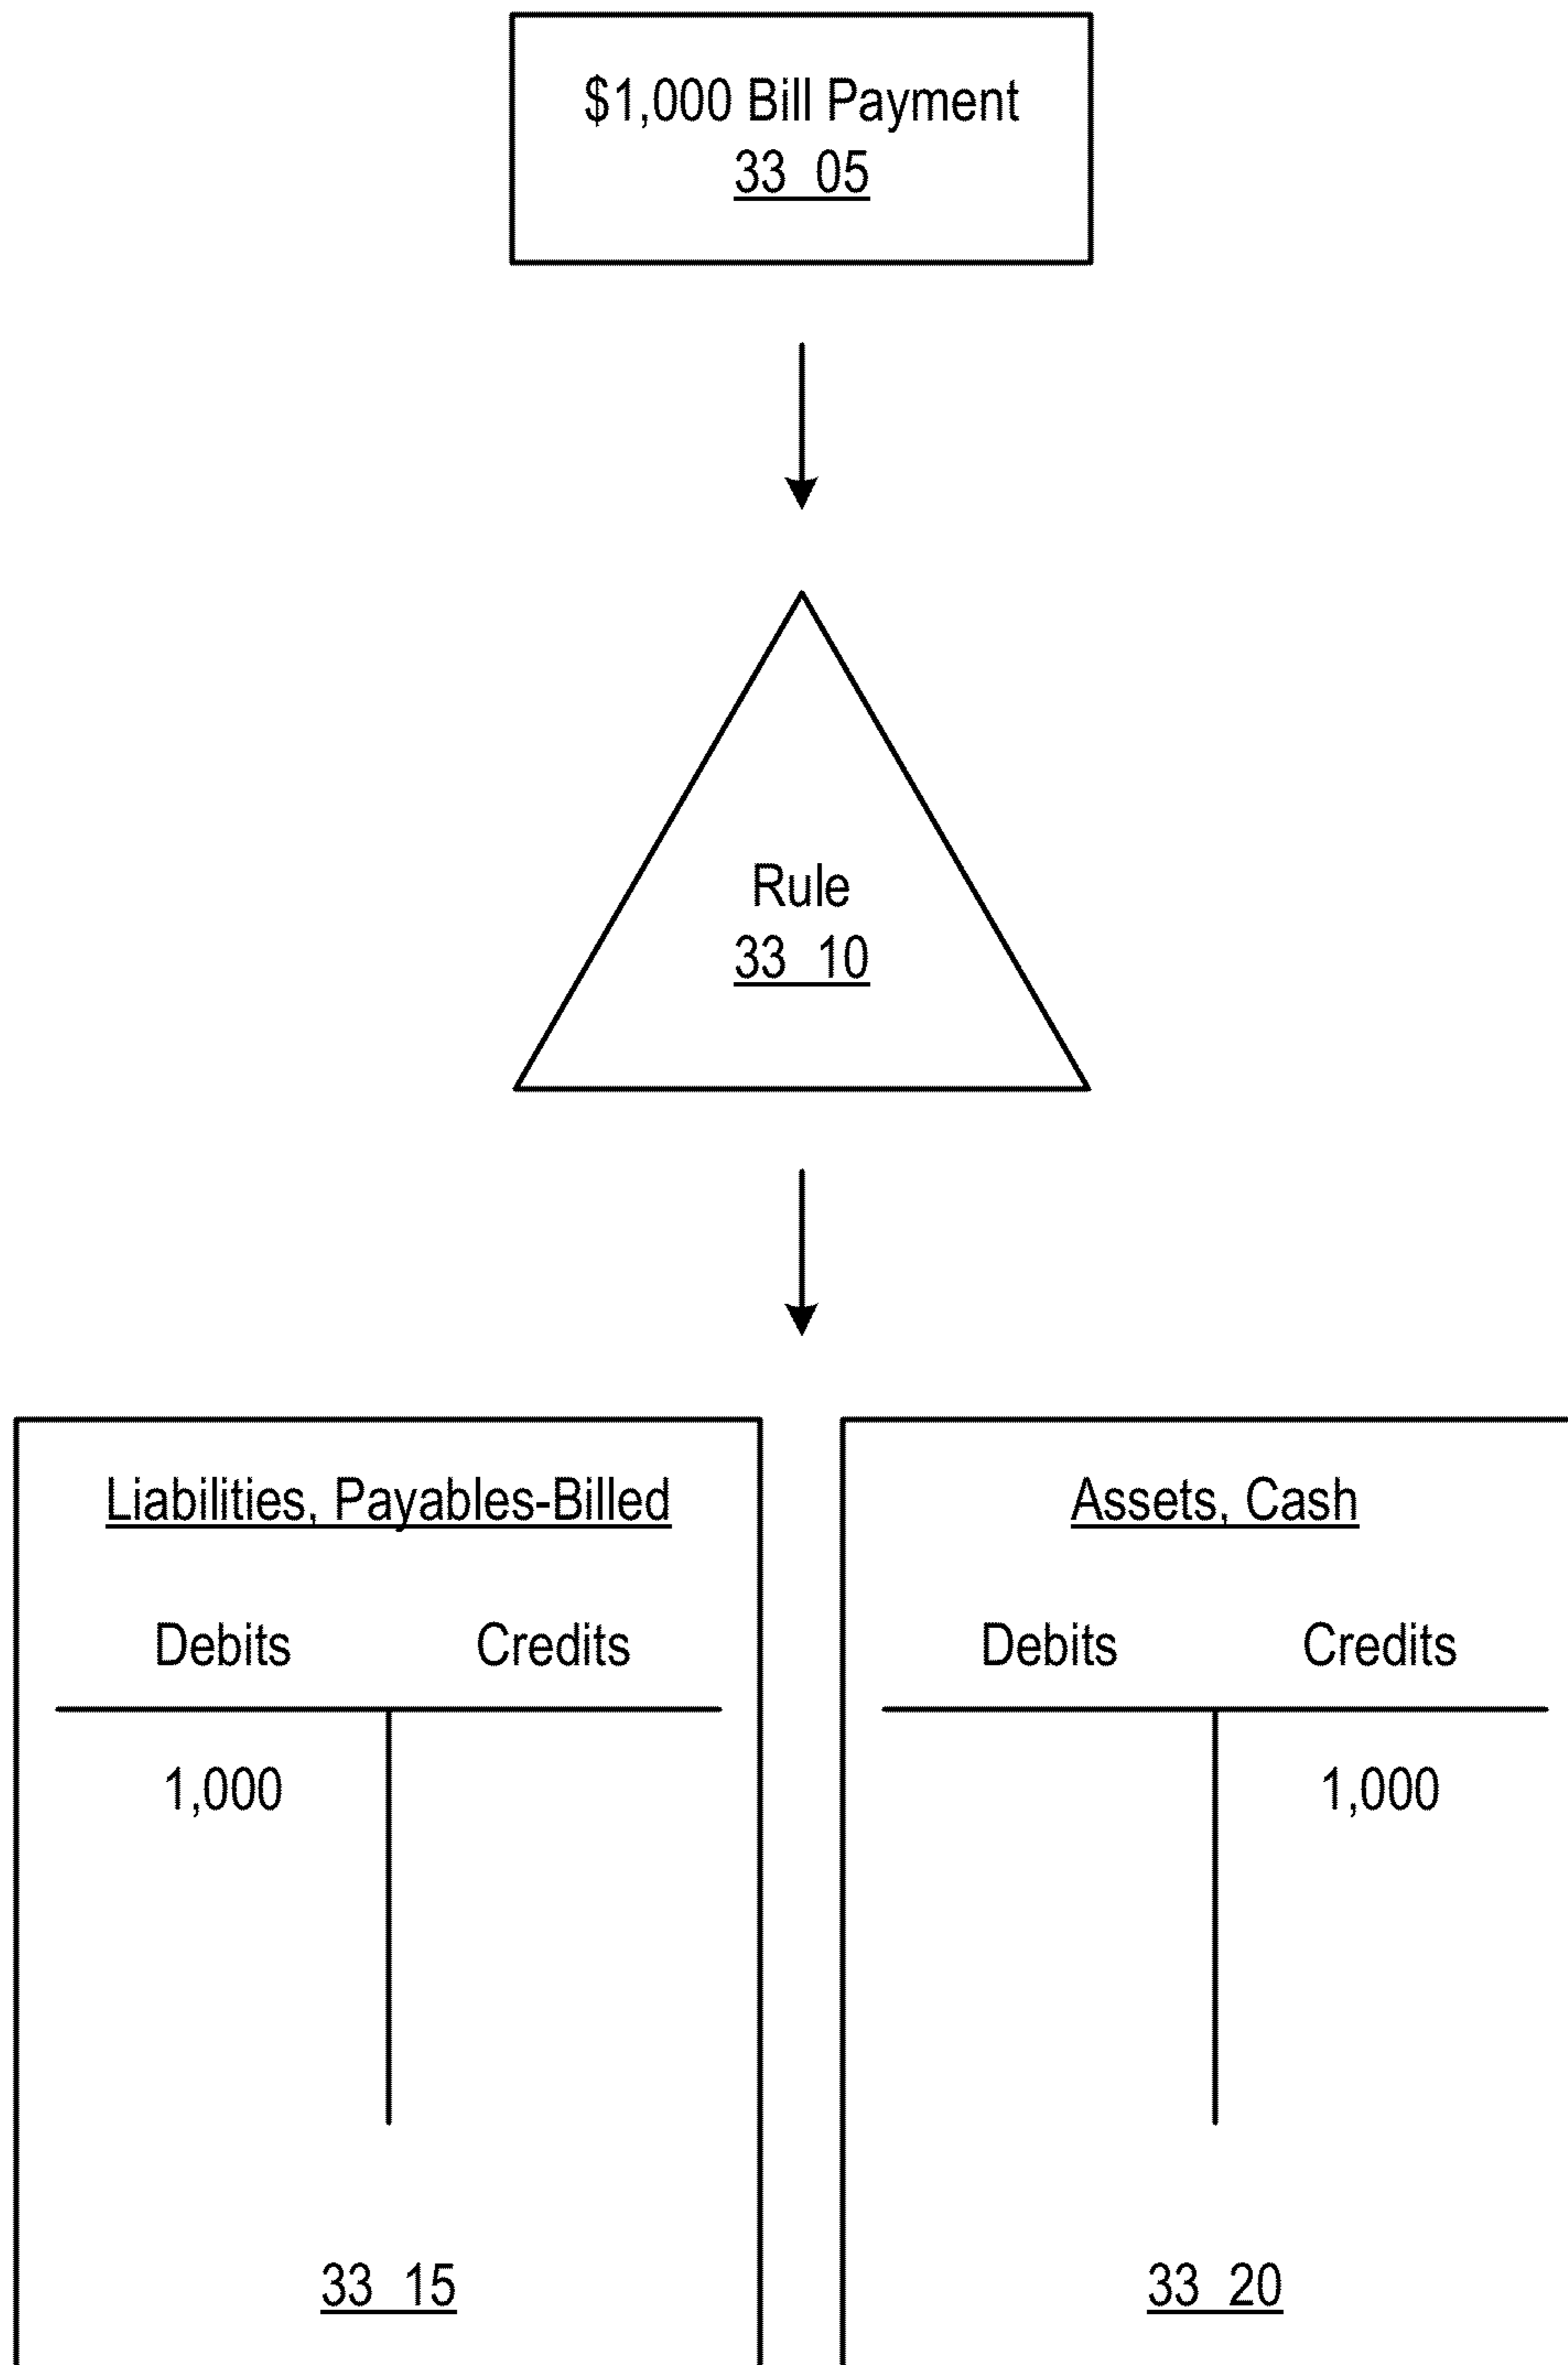 $1,000 Bill Payment
33_05
Rule
33_10
Liabilities, Payables-Billed
Debits Credits
1,000
33_15
Assets, Cash
Debits Credits
1,000
33_20